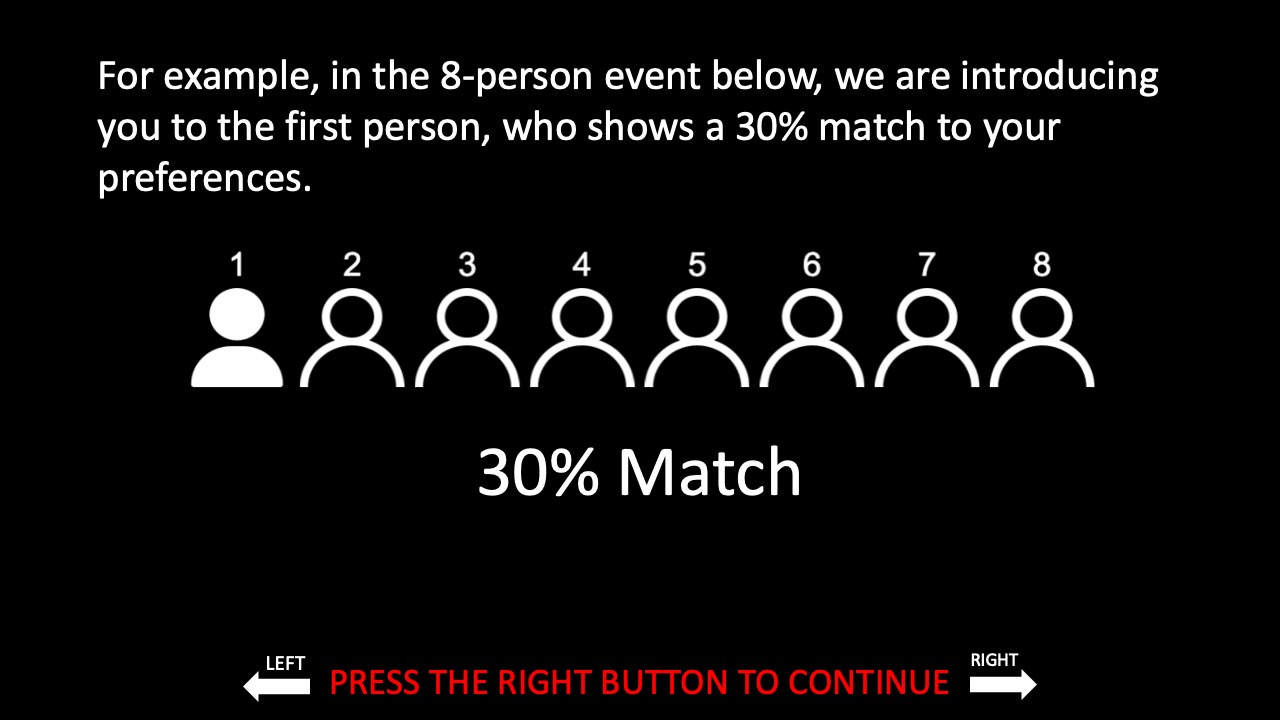 For example, in the 8-person event below, we are introducing
you to the first person, who shows a 30% match to your
preferences.
1 2 3 4 5 6 7 8
30% Match
LEFT PRESS THE RIGHT BUTTON TO CONTINUE RIGHT